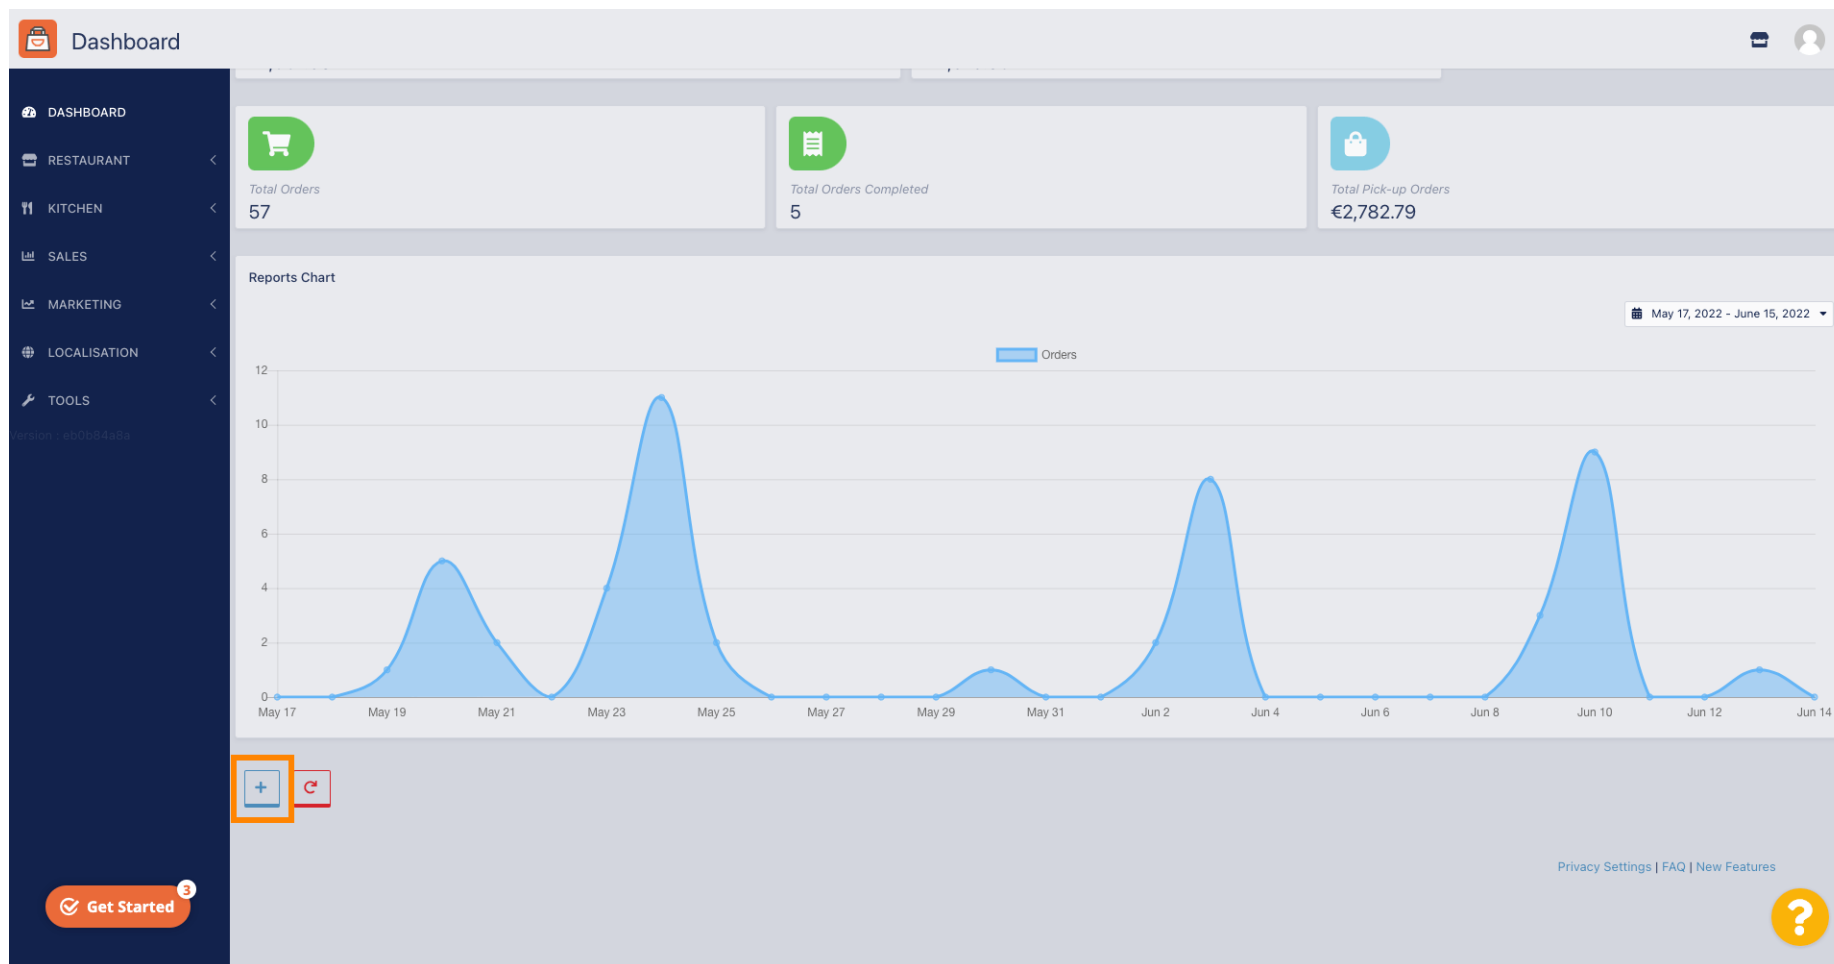 Dashboard
DASHBOARD
RESTAURANT
KITCHEN
SALES
MARKETING
LOCALISATION
TOOLS
Version : eb0b84a8a
Total Orders
57
Total Orders Completed
5
Total Pick-up Orders
€2,782.79
Reports Chart
May 17, 2022 - June 15, 2022
Orders
12
10
8
6
4
2
0
May 17 May 19 May 21 May 23 May 25 May 27 May 29 May 31 Jun 2 Jun 4 Jun 6 Jun 8 Jun 10 Jun 12 Jun 14
Privacy Settings | FAQ | New Features
3
Get Started
?